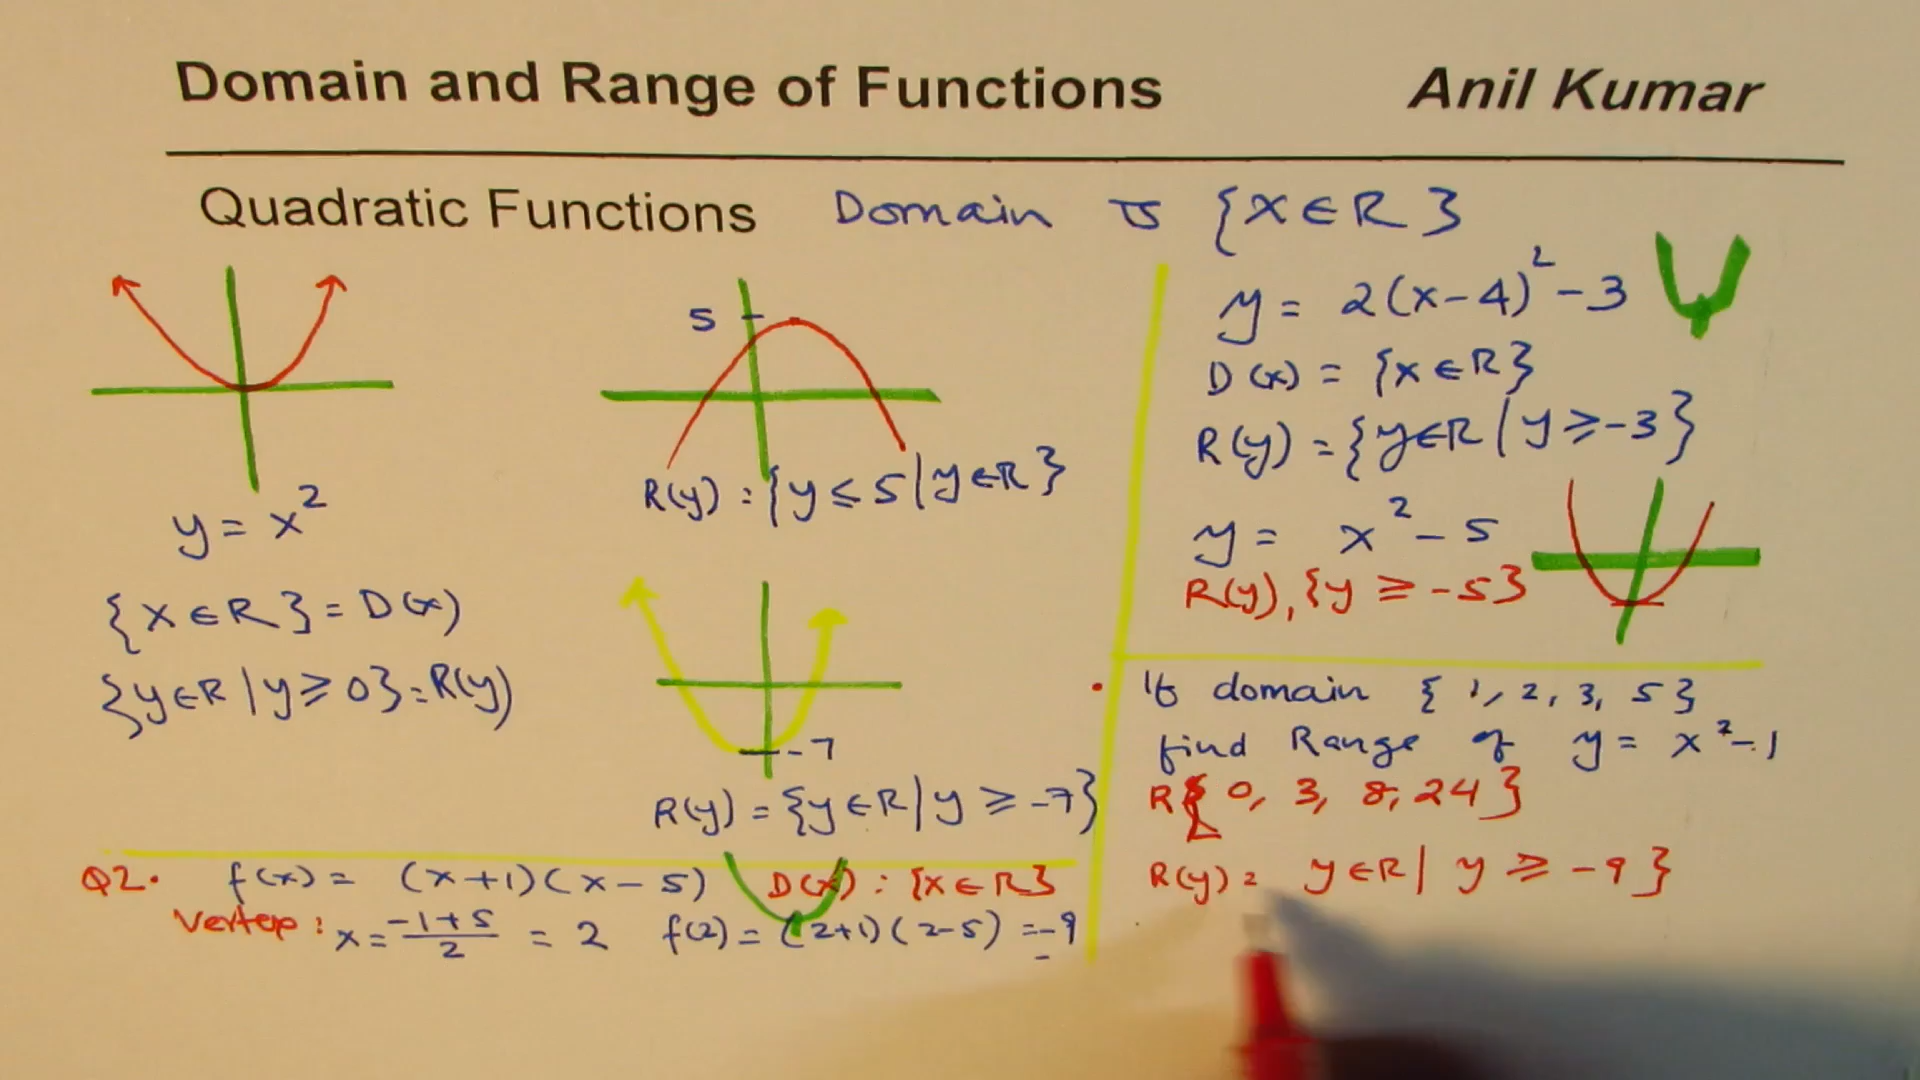 Domain and Range of Functions Anil Kumar
Quadratic Functions Domain is {x∈R}
y = x²
{x∈R} = D(x)
{y∈R | y ≥ 0} = R(y)
5
R(y) = {y ≤ 5 | y∈R}
-7
R(y) = {y∈R | y ≥ -7}
y = 2(x-4)² - 3
D(x) = {x∈R}
R(y) = {y∈R | y ≥ -3}
y = x² - 5
R(y), {y ≥ -5}
If domain {1, 2, 3, 5}
find Range of y = x² - 1
R{0, 3, 8, 24}
Q2. f(x) = (x+1)(x-5) D(x) : {x∈R}
Vertex : x = (-1+5)/2 = 2 f(2) = (2+1)(2-5) = -9
R(y) = y∈R | y ≥ -9}